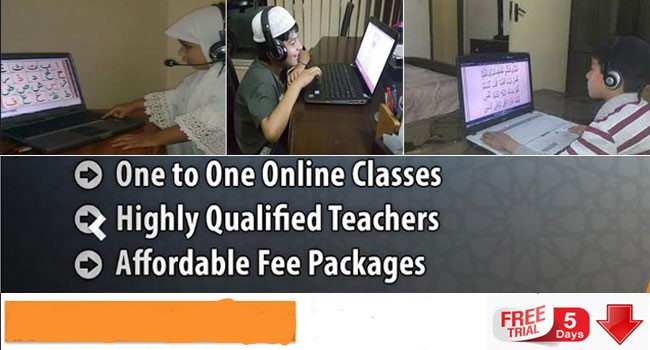 One to One Online Classes
Highly Qualified Teachers
Affordable Fee Packages
FREE
TRIAL
5
Days